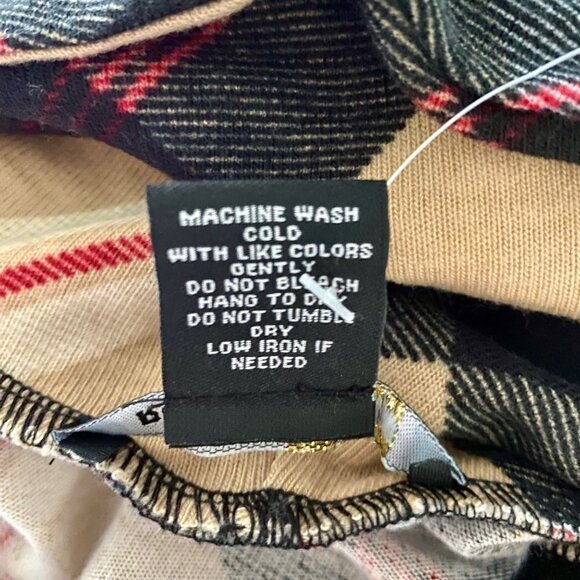 MACHINE WASH
COLD
WITH LIKE COLORS
GENTLY
DO NOT BLEACH
HANG TO DRY
DO NOT TUMBLE
DRY
LOW IRON IF
NEEDED